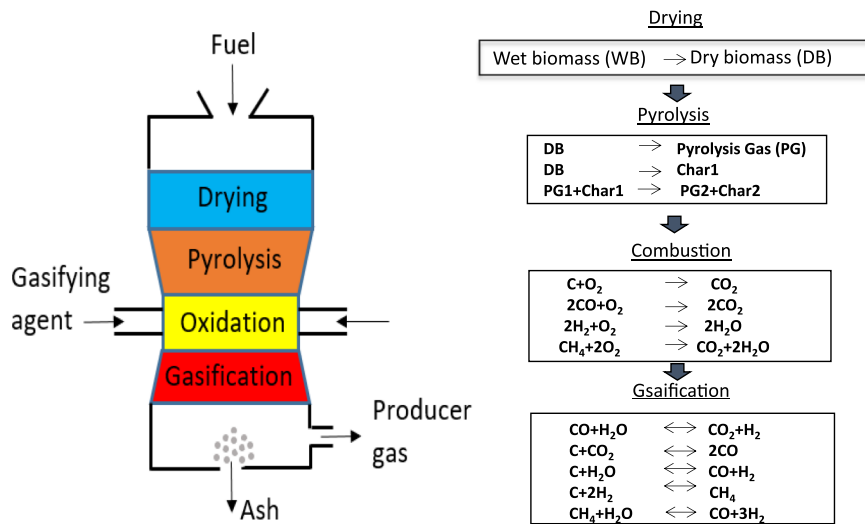 Fuel
Drying
Pyrolysis
Gasifying
agent
Oxidation
Gasification
Producer
gas
Ash
Drying
Wet biomass (WB) → Dry biomass (DB)
Pyrolysis
DB → Pyrolysis Gas (PG)
DB → Char1
PG1+Char1 → PG2+Char2
Combustion
C+O₂ → CO₂
2CO+O₂ → 2CO₂
2H₂+O₂ → 2H₂O
CH₄+2O₂ → CO₂+2H₂O
Gsaification
CO+H₂O ↔ CO₂+H₂
C+CO₂ ↔ 2CO
C+H₂O ↔ CO+H₂
C+2H₂ ↔ CH₄
CH₄+H₂O ↔ CO+3H₂